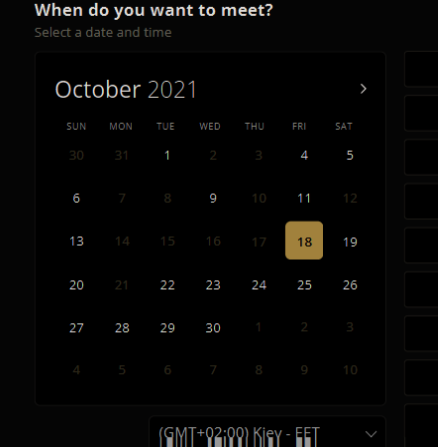 When do you want to meet?
Select a date and time
October 2021
SUN MON TUE WED THU FRI SAT
30 31 1 2 3 4 5
6 7 8 9 10 11 12
13 14 15 16 17 18 19
20 21 22 23 24 25 26
27 28 29 30 1 2 3
4 5 6 7 8 9 10
(GMT+02:00) Kiev - EET